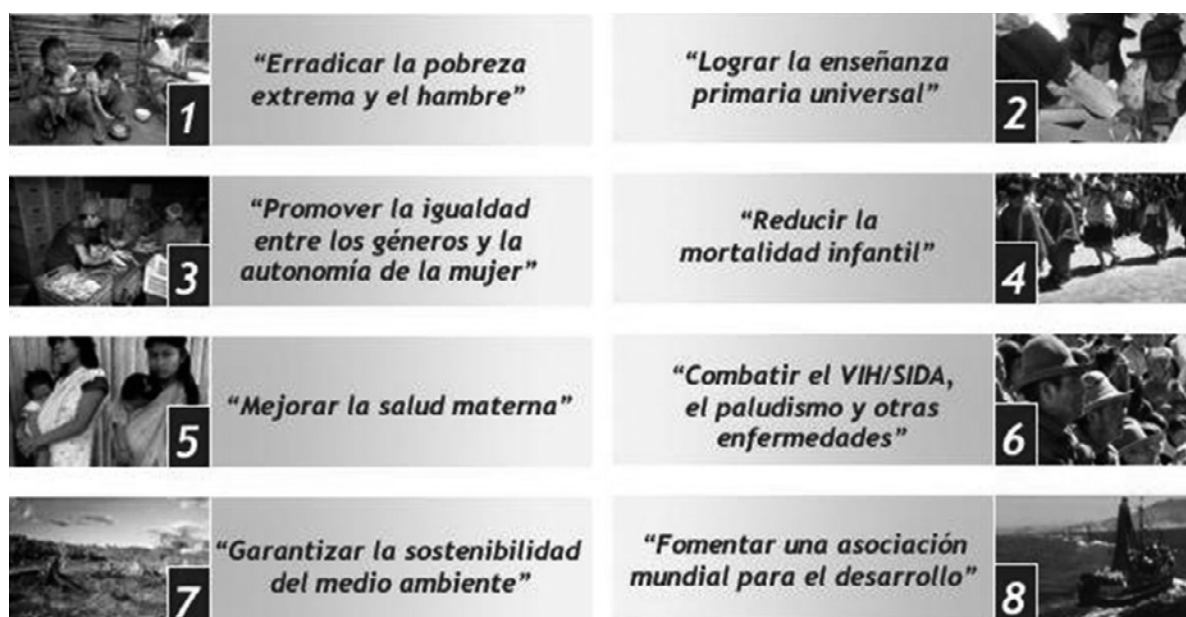 1
“Erradicar la pobreza
extrema y el hambre”
“Lograr la enseñanza
primaria universal”
2
3
“Promover la igualdad
entre los géneros y la
autonomía de la mujer”
“Reducir la
mortalidad infantil”
4
5
“Mejorar la salud materna”
“Combatir el VIH/SIDA,
el paludismo y otras
enfermedades”
6
7
“Garantizar la sostenibilidad
del medio ambiente”
“Fomentar una asociación
mundial para el desarrollo”
8